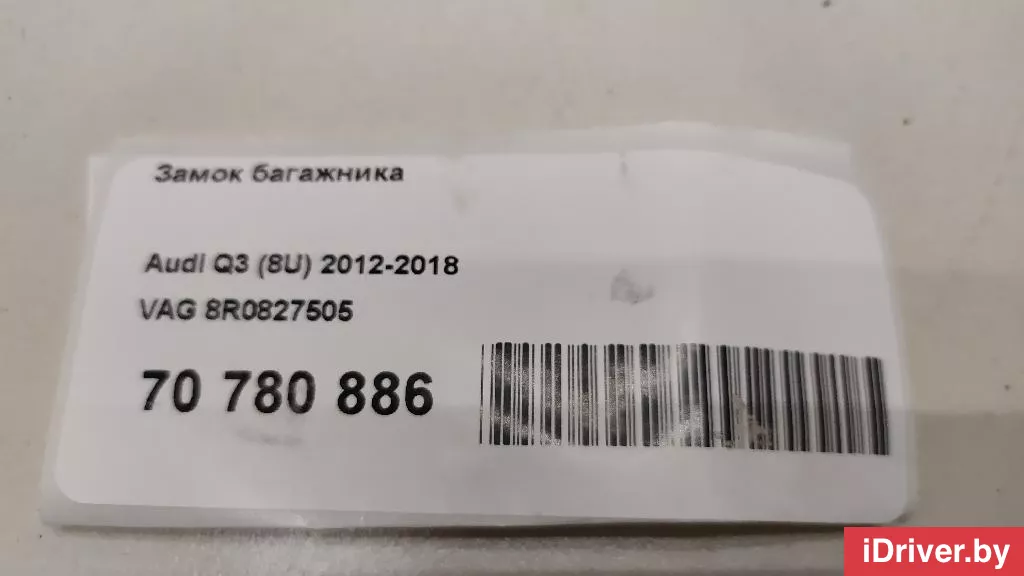 Замок багажника
Audi Q3 (8U) 2012-2018
VAG 8R0827505
70 780 886
iDriver.by